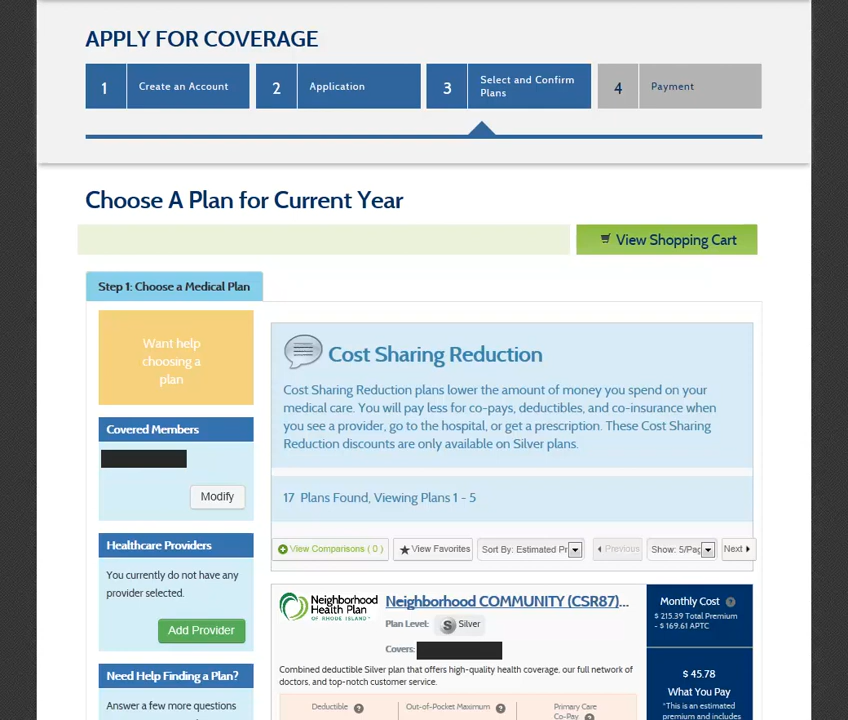 APPLY FOR COVERAGE
1 Create an Account
2 Application
3 Select and Confirm
Plans
4 Payment
Choose A Plan for Current Year
View Shopping Cart
Step 1: Choose a Medical Plan
Want help
choosing a
plan
Covered Members
Modify
Healthcare Providers
You currently do not have any
provider selected.
Add Provider
Need Help Finding a Plan?
Answer a few more questions
Cost Sharing Reduction
Cost Sharing Reduction plans lower the amount of money you spend on your
medical care. You will pay less for co-pays, deductibles, and co-insurance when
you see a provider, go to the hospital, or get a prescription. These Cost Sharing
Reduction discounts are only available on Silver plans.
17 Plans Found, Viewing Plans 1 - 5
View Comparisons ( 0 )
View Favorites
Sort By: Estimated Pr
Previous
Show: 5/Pag
Next
Neighborhood
Health Plan
OF RHODE ISLAND
Neighborhood COMMUNITY (CSR87)...
Plan Level: S Silver
Covers:
Combined deductible Silver plan that offers high-quality health coverage, our full network of
doctors, and top-notch customer service.
Deductible ?
Out-of-Pocket Maximum ?
Primary Care
Co-Pay ?
Monthly Cost ?
$ 215.39 Total Premium
- $ 169.61 APTC
$ 45.78
What You Pay
*This is an estimated
premium and includes